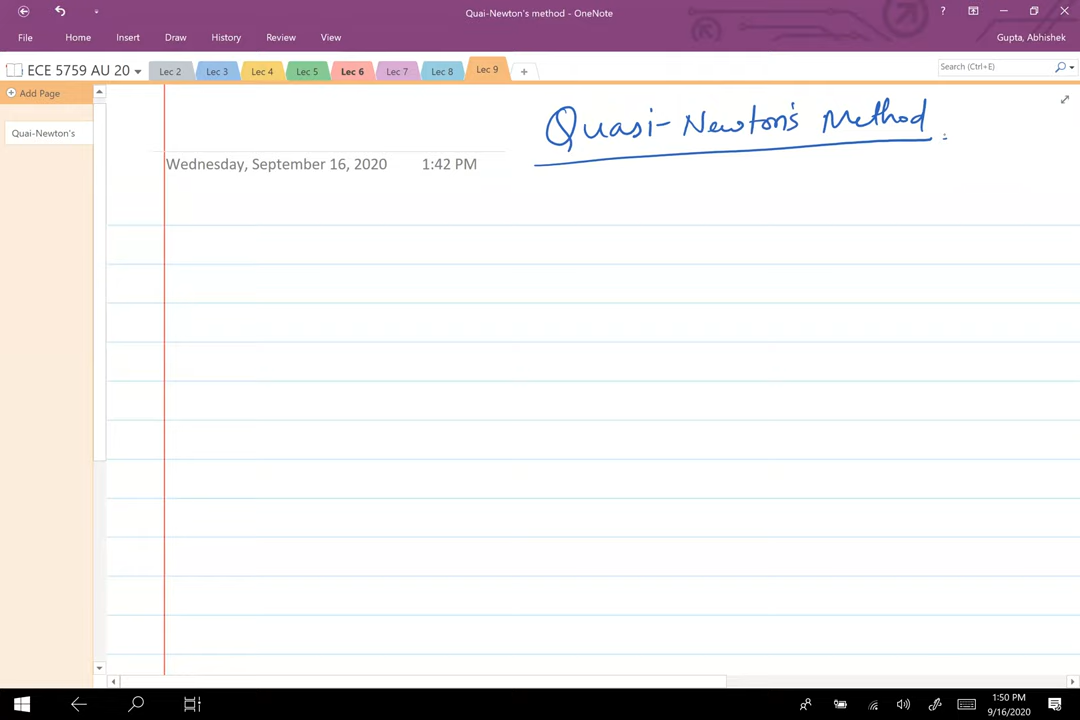 Quai-Newton's method - OneNote
?
File Home Insert Draw History Review View
Gupta, Abhishek
ECE 5759 AU 20
Lec 2 Lec 3 Lec 4 Lec 5 Lec 6 Lec 7 Lec 8 Lec 9 +
Search (Ctrl+E)
+ Add Page
Quai-Newton's
Quasi-Newton's Method
Wednesday, September 16, 2020 1:42 PM
1:50 PM
9/16/2020